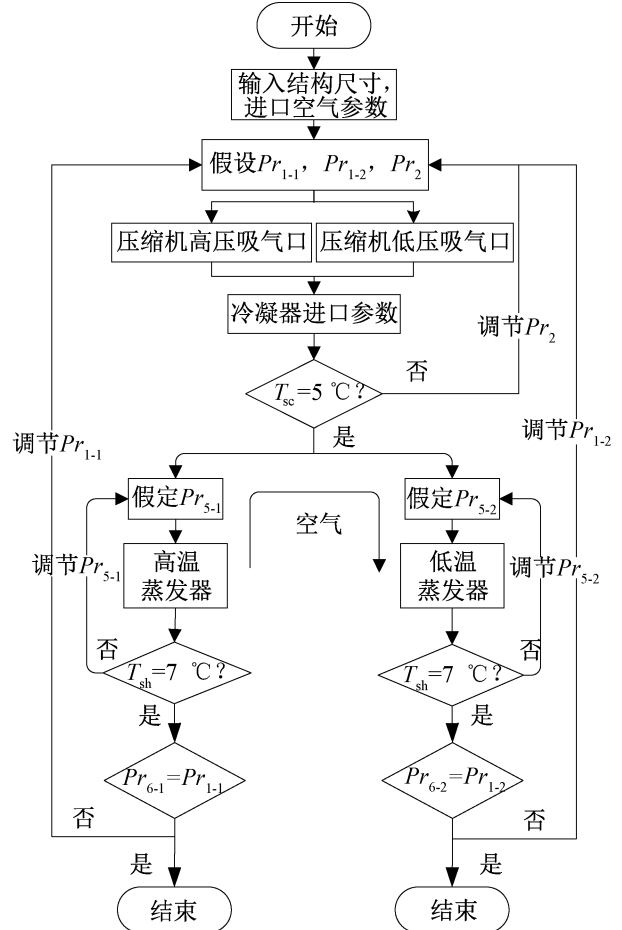 开始
输入结构尺寸，
进口空气参数
假设Pr1-1，Pr1-2，Pr2
压缩机高压吸气口
压缩机低压吸气口
冷凝器进口参数
调节Pr2
Tsc=5 ℃？
否
是
调节Pr1-1
调节Pr1-2
假定Pr5-1
空气
假定Pr5-2
调节Pr5-1
高温
蒸发器
低温
蒸发器
调节Pr5-2
否
Tsh=7 ℃？
是
否
Tsh=7 ℃？
是
Pr6-1=Pr1-1
Pr6-2=Pr1-2
否
是
否
是
结束
结束